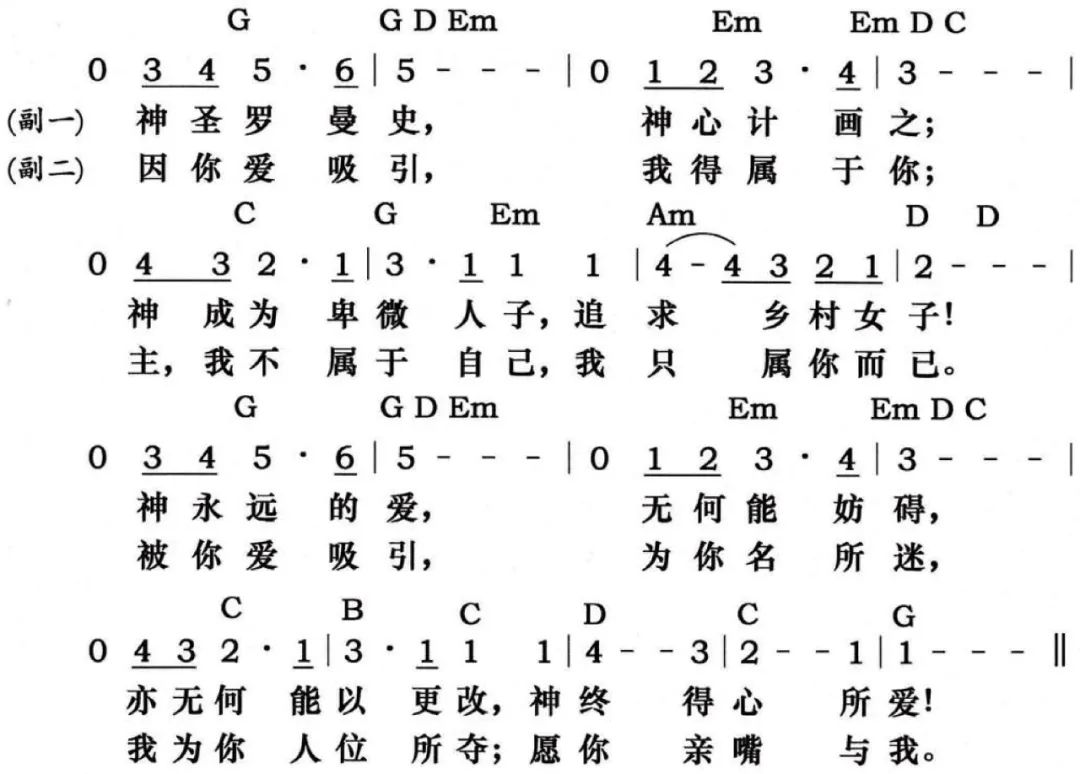 G G D Em Em Em D C
0 3 4 5 · 6 | 5 - - - | 0 1 2 3 · 4 | 3 - - - |
(副一) 神圣罗曼史， 神心计画之；
(副二) 因你爱吸引， 我得属于你；
C G Em Am D D
0 4 3 2 · 1 | 3 · 1 1 1 | 4 - 4 3 2 1 | 2 - - - |
神成为卑微人子，追求乡村女子！
主，我不属于自己，我只属你而已。
G G D Em Em Em D C
0 3 4 5 · 6 | 5 - - - | 0 1 2 3 · 4 | 3 - - - |
神永远的爱， 无何能妨碍，
被你爱吸引， 为你名所迷，
C B C D C G
0 4 3 2 · 1 | 3 · 1 1 1 | 4 - - 3 | 2 - - 1 | 1 - - - ‖
亦无何能以更改，神终得心所爱！
我为你人位所夺；愿你亲嘴与我。